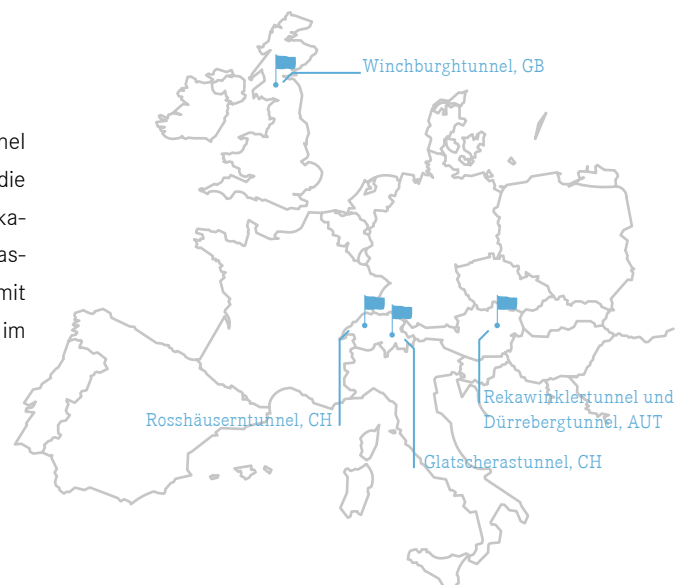 nel
die
ka-
as-
mit
im
Winchburghtunnel, GB
Rosshäuserntunnel, CH
Rekawinklertunnel und
Dürrebergtunnel, AUT
Glatscherastunnel, CH